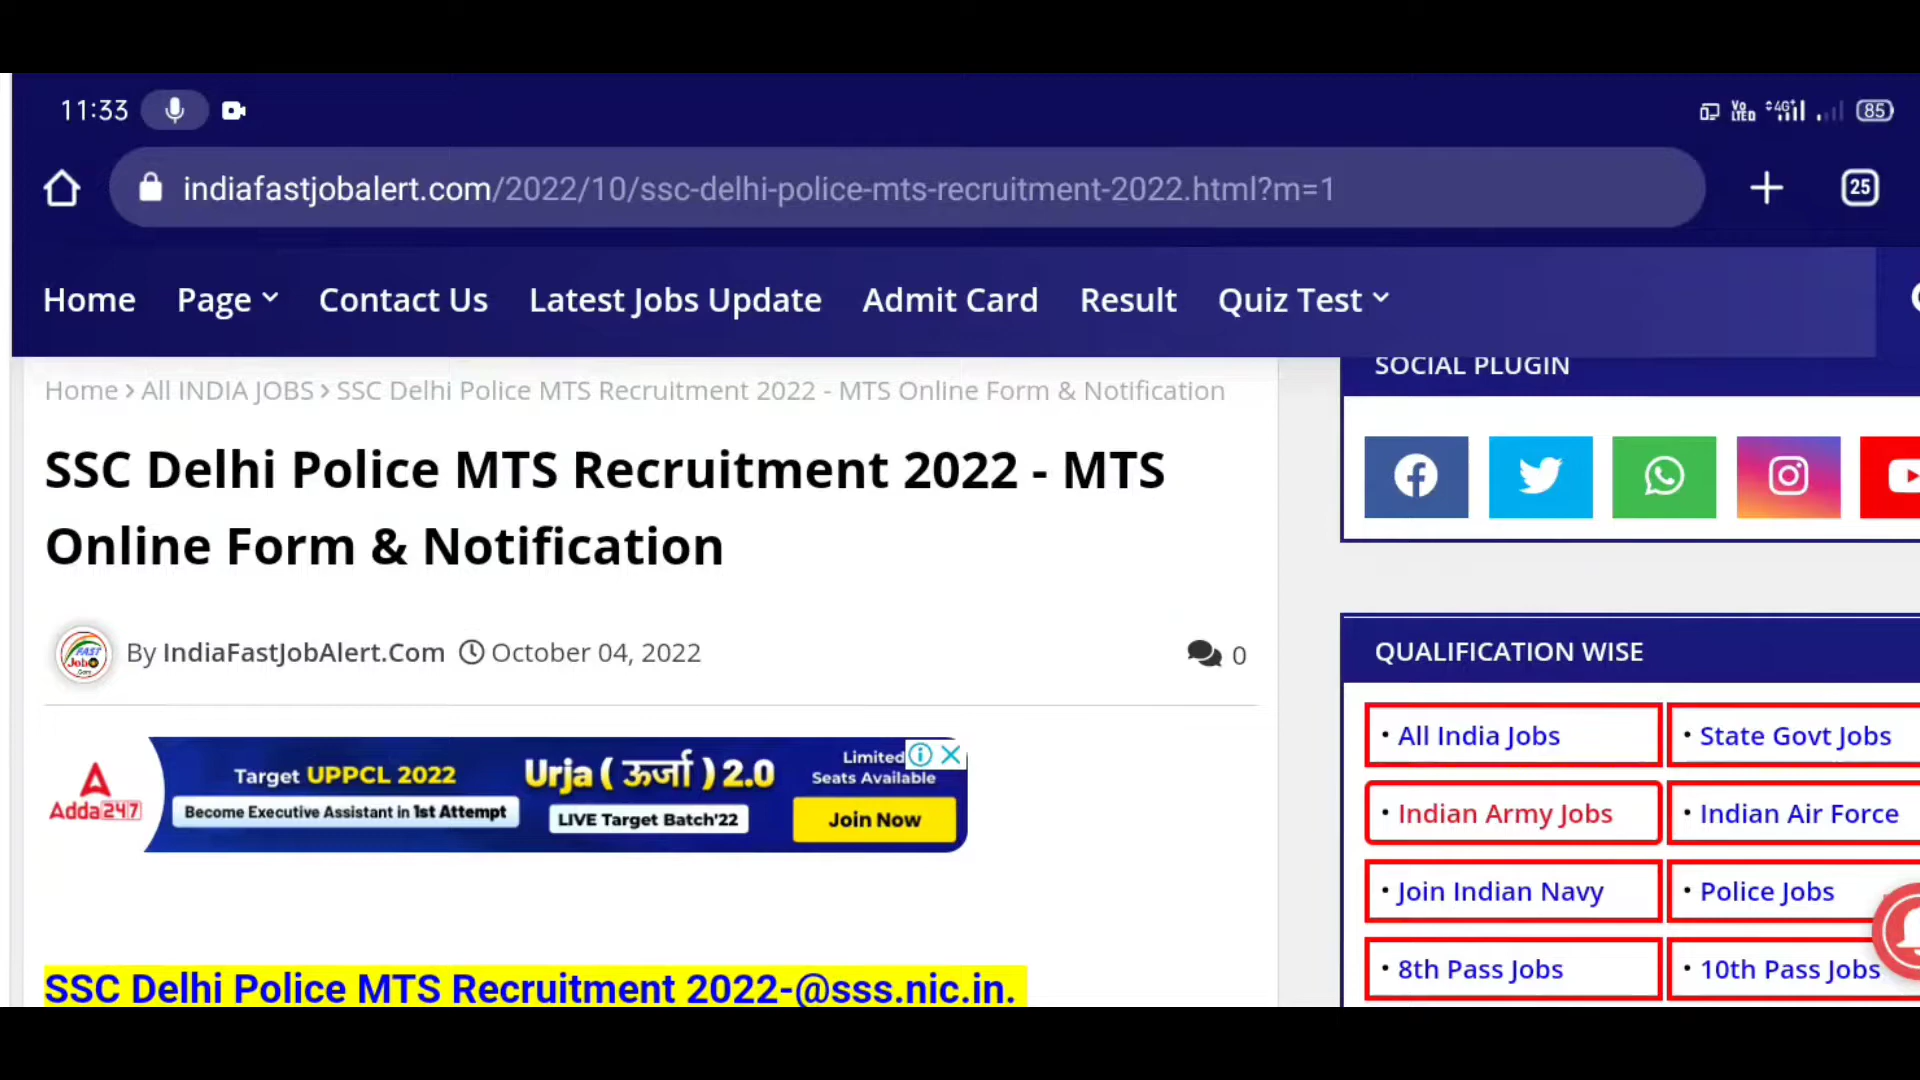 11:33
Vo LTED 4G 85
indiafastjobalert.com/2022/10/ssc-delhi-police-mts-recruitment-2022.html?m=1
25
Home Page Contact Us Latest Jobs Update Admit Card Result Quiz Test
Home > All INDIA JOBS > SSC Delhi Police MTS Recruitment 2022 - MTS Online Form & Notification
SSC Delhi Police MTS Recruitment 2022 - MTS
Online Form & Notification
FAST
Job
By IndiaFastJobAlert.Com October 04, 2022
0
Adda247
Target UPPCL 2022
Become Executive Assistant in 1st Attempt
Urja ( ऊर्जा ) 2.0
LIVE Target Batch'22
Limited
Seats Available
Join Now
SSC Delhi Police MTS Recruitment 2022-@sss.nic.in.
SOCIAL PLUGIN
QUALIFICATION WISE
• All India Jobs
• State Govt Jobs
• Indian Army Jobs
• Indian Air Force
• Join Indian Navy
• Police Jobs
• 8th Pass Jobs
• 10th Pass Jobs